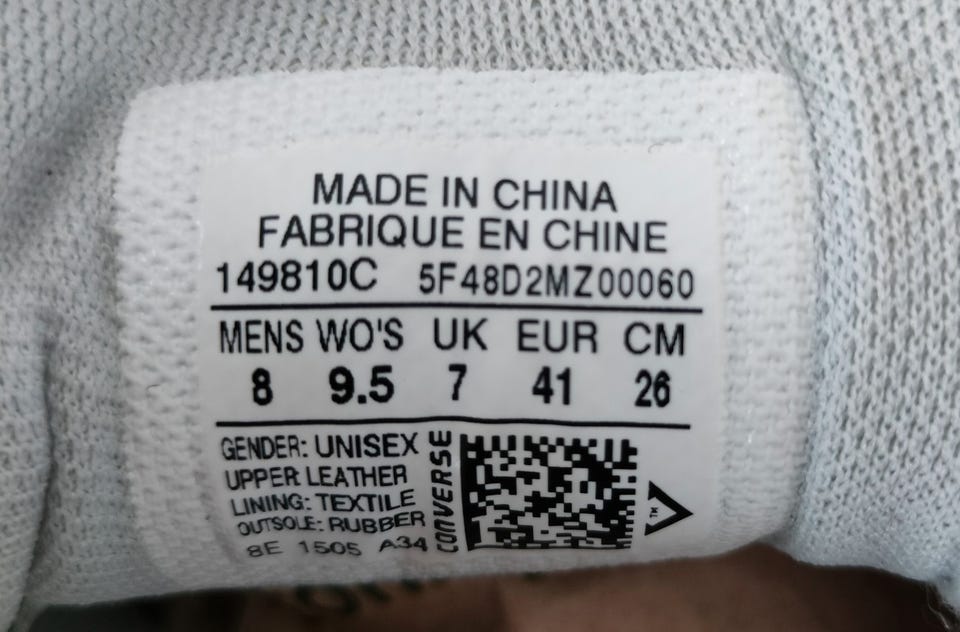 MADE IN CHINA
FABRIQUE EN CHINE
149810C 5F48D2MZ00060
MENS WO'S UK EUR CM
8 9.5 7 41 26
GENDER: UNISEX
UPPER LEATHER
LINING: TEXTILE
OUTSOLE: RUBBER
8E 1505 A34
CONVERSE
TM